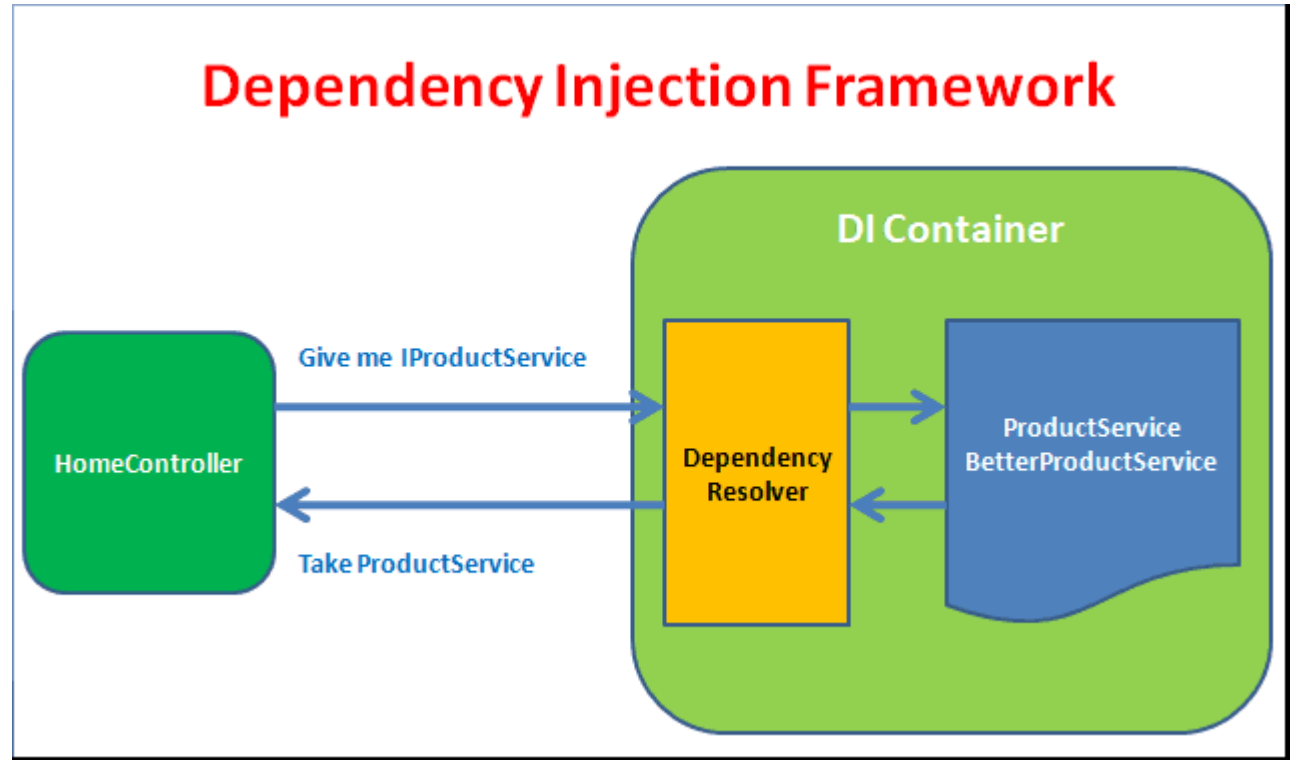 Dependency Injection Framework
DI Container
Give me IProductService
HomeController
Dependency
Resolver
ProductService
BetterProductService
Take ProductService